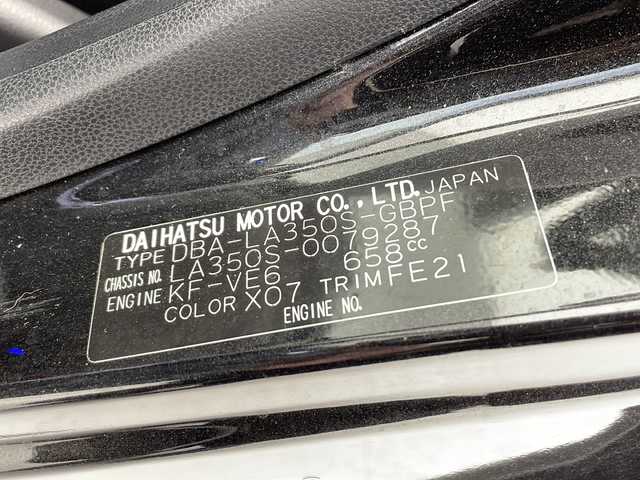 DAIHATSU MOTOR CO., LTD. JAPAN
TYPE DBA-LA350S-GBPF
CHASSIS NO. LA350S-0079287
ENGINE KF-VE6 658cc
COLOR X07 TRIM FE21
ENGINE NO.